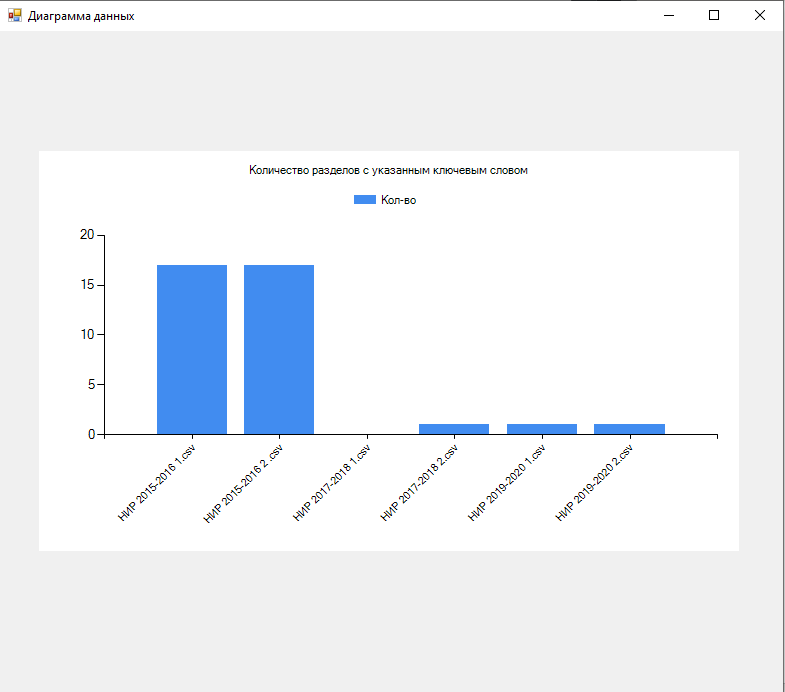 Диаграмма данных
Количество разделов с указанным ключевым словом
Кол-во
20
15
10
5
0
НИР 2015-2016 1.csv
НИР 2015-2016 2 .csv
НИР 2017-2018 1.csv
НИР 2017-2018 2.csv
НИР 2019-2020 1.csv
НИР 2019-2020 2.csv